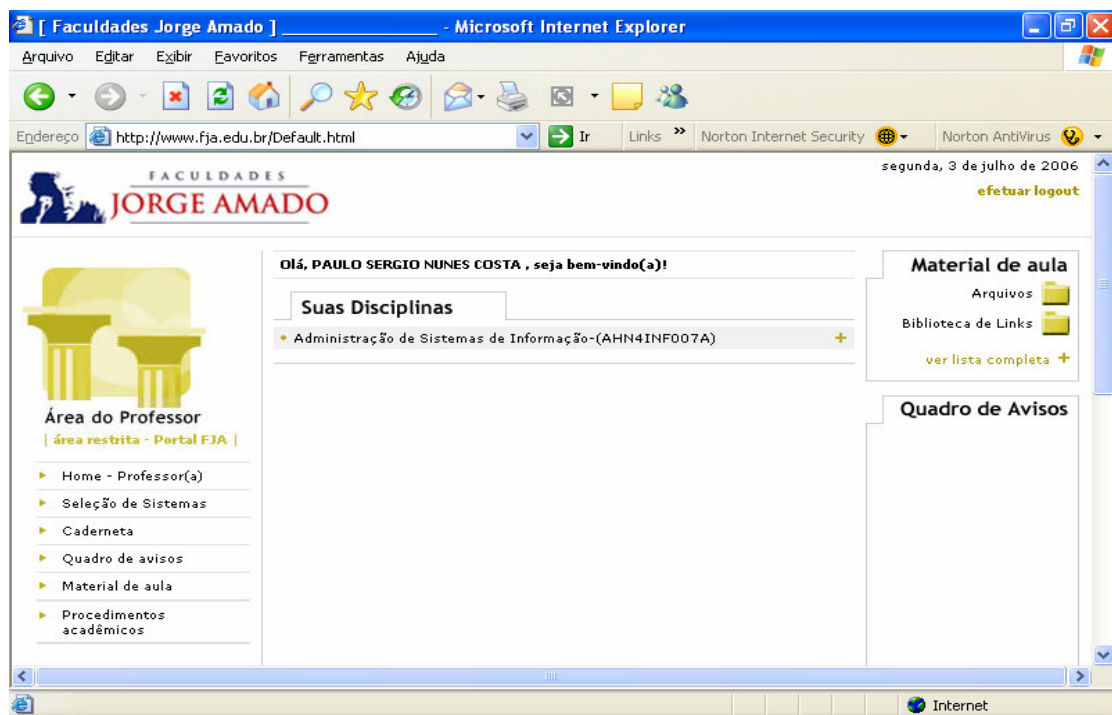 [ Faculdades Jorge Amado ] ____________________ - Microsoft Internet Explorer
Arquivo Editar Exibir Favoritos Ferramentas Ajuda
Endereço http://www.fja.edu.br/Default.html Ir Links » Norton Internet Security Norton AntiVirus
FACULDADES
JORGE AMADO
segunda, 3 de julho de 2006
efetuar logout
Olá, PAULO SERGIO NUNES COSTA , seja bem-vindo(a)!
Suas Disciplinas
Administração de Sistemas de Informação-(AHN4INF007A) +
Material de aula
Arquivos
Biblioteca de Links
ver lista completa +
Quadro de Avisos
Área do Professor
| área restrita - Portal FJA |
Home - Professor(a)
Seleção de Sistemas
Caderneta
Quadro de avisos
Material de aula
Procedimentos
acadêmicos
Internet